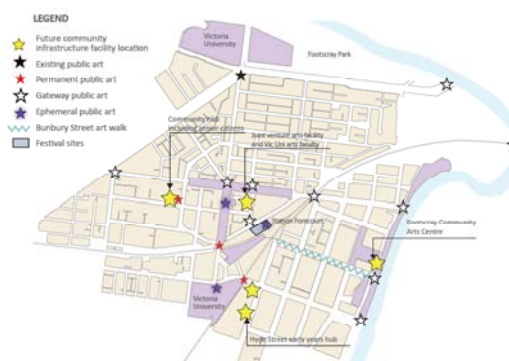 LEGEND
Future community
infrastructure facility location
Existing public art
Permanent public art
Gateway public art
Ephemeral public art
Bunbury Street art walk
Festival sites
Victoria
University
Footscray Park
Community hub
including senior citizens
Joint venture arts facility
and Vic Uni arts faculty
Station Forecourt
Footscray Community
Arts Centre
Victoria
University
Hyde Street early years hub